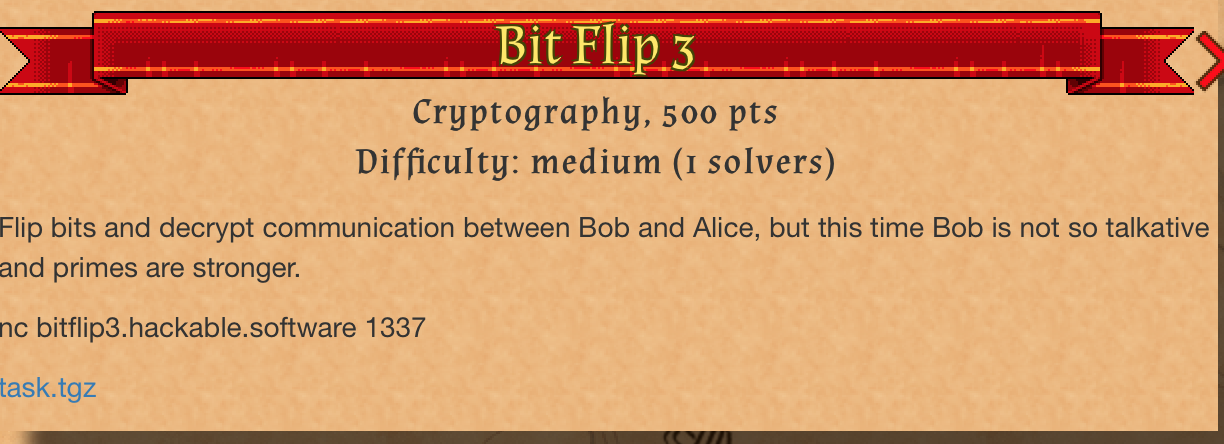 Bit Flip 3
Cryptography, 500 pts
Difficulty: medium (1 solvers)
Flip bits and decrypt communication between Bob and Alice, but this time Bob is not so talkative
and primes are stronger.
nc bitflip3.hackable.software 1337
task.tgz